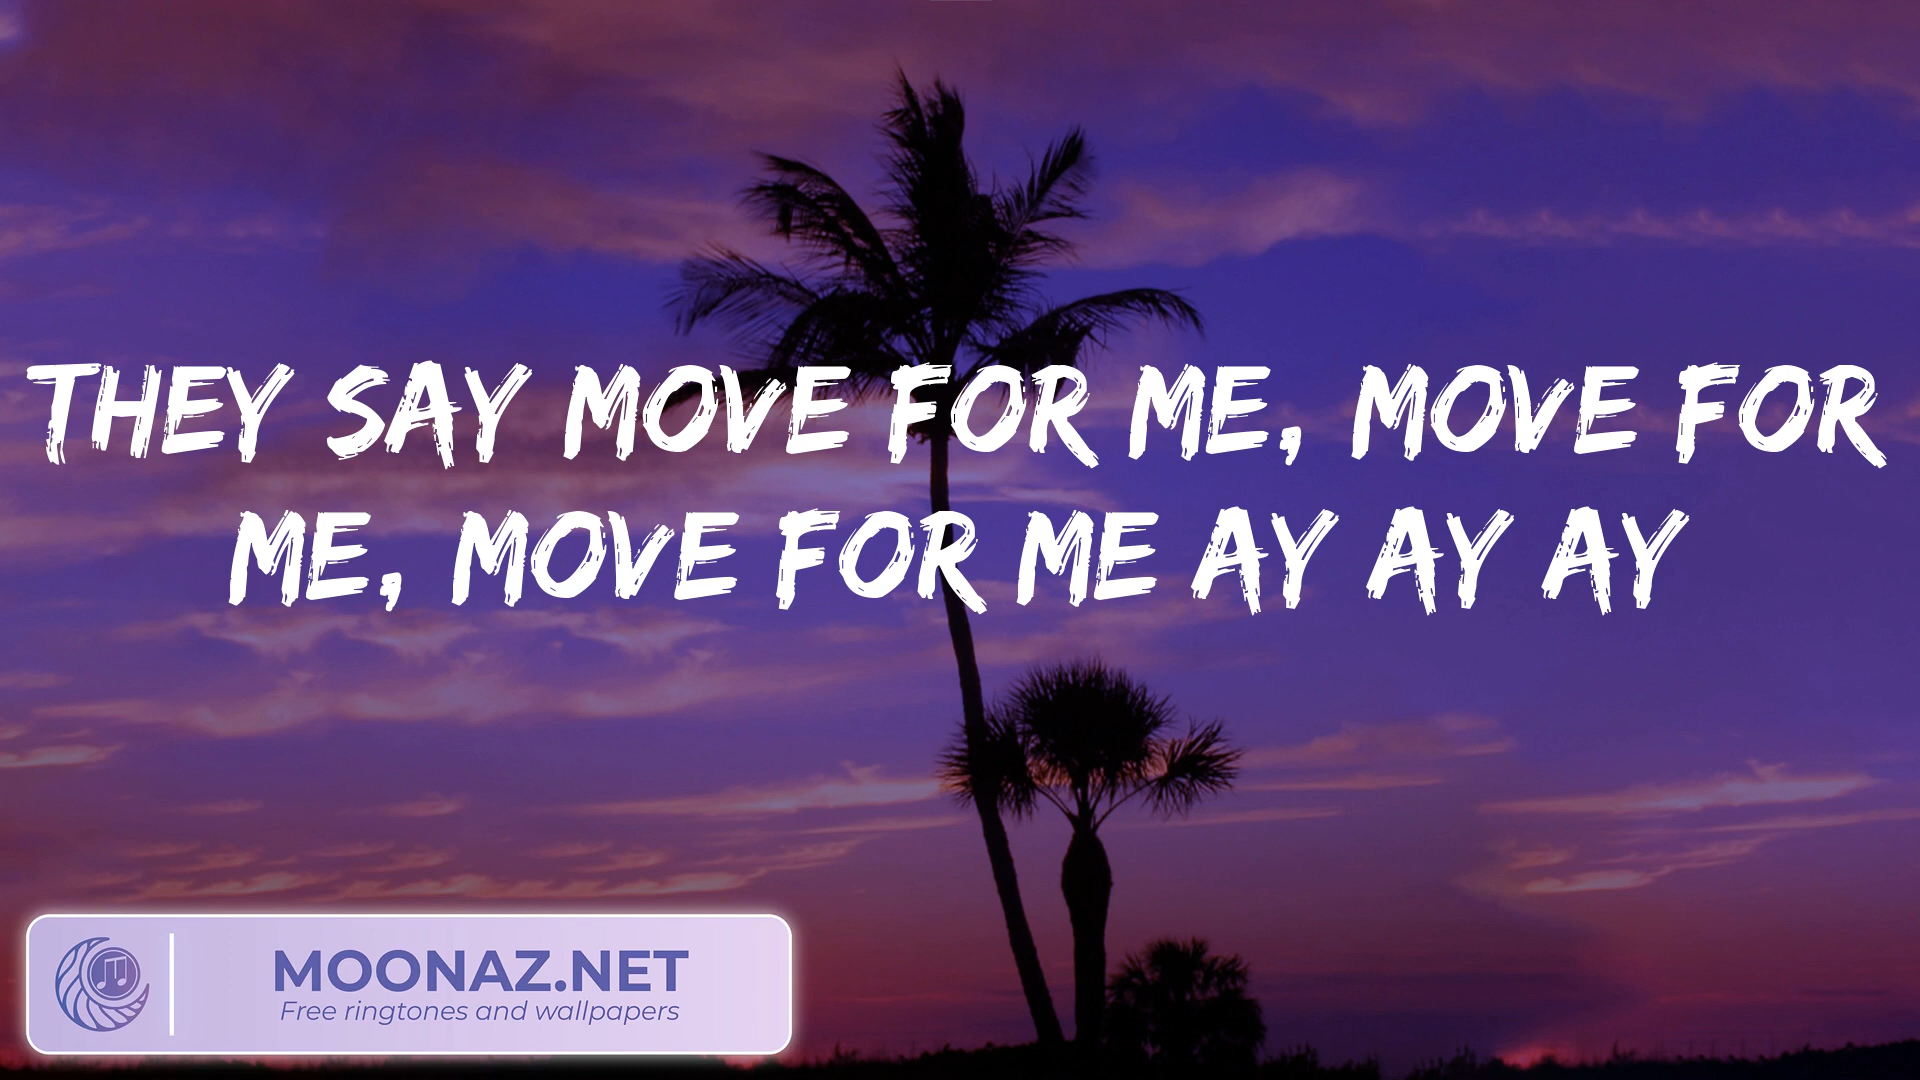 THEY SAY MOVE FOR ME, MOVE FOR
ME, MOVE FOR ME AY AY AY
MOONAZ.NET
Free ringtones and wallpapers